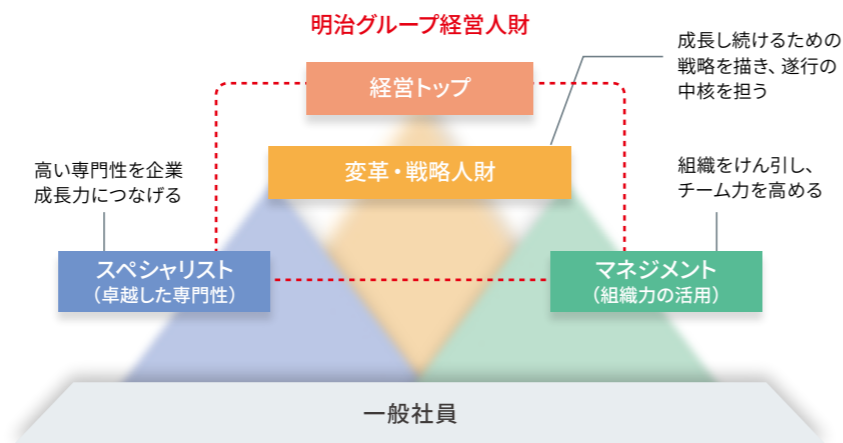 明治グループ経営人財
経営トップ
成長し続けるための
戦略を描き、遂行の
中核を担う
変革・戦略人財
高い専門性を企業
成長力につなげる
組織をけん引し、
チーム力を高める
スペシャリスト
（卓越した専門性）
マネジメント
（組織力の活用）
一般社員